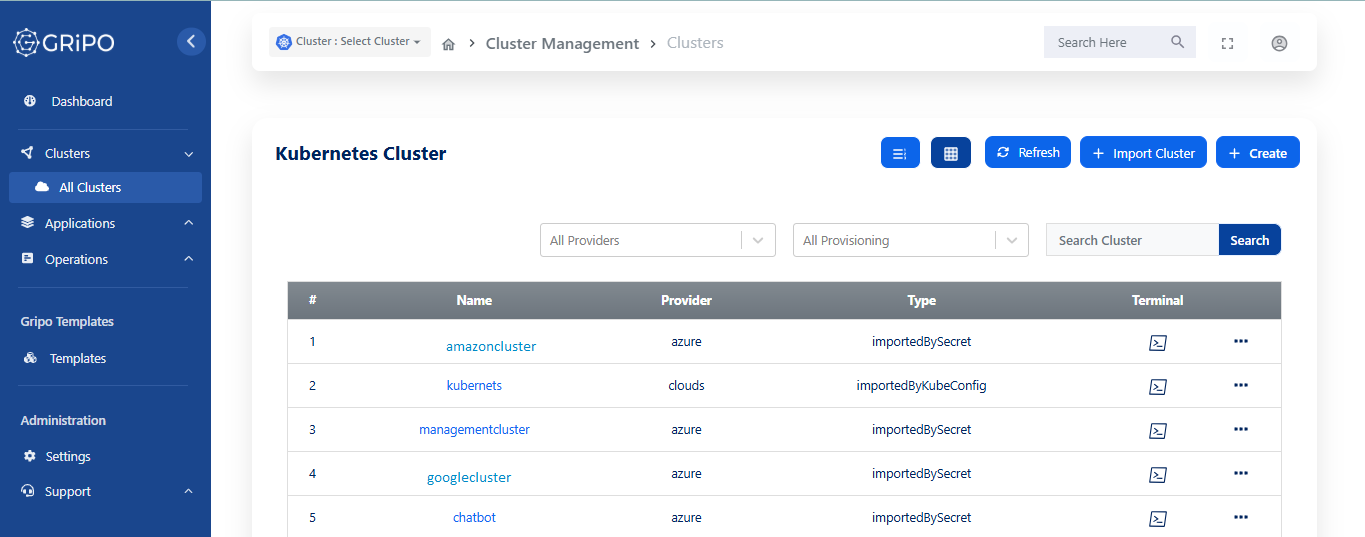 GRiPO
Cluster : Select Cluster
Cluster Management
Clusters
Search Here
Dashboard
Clusters
All Clusters
Applications
Operations
Gripo Templates
Templates
Administration
Settings
Support
Kubernetes Cluster
Refresh
+ Import Cluster
+ Create
All Providers
All Provisioning
Search Cluster
Search
# Name Provider Type Terminal
1 amazoncluster azure importedBySecret
2 kubernets clouds importedByKubeConfig
3 managementcluster azure importedBySecret
4 googlecluster azure importedBySecret
5 chatbot azure importedBySecret